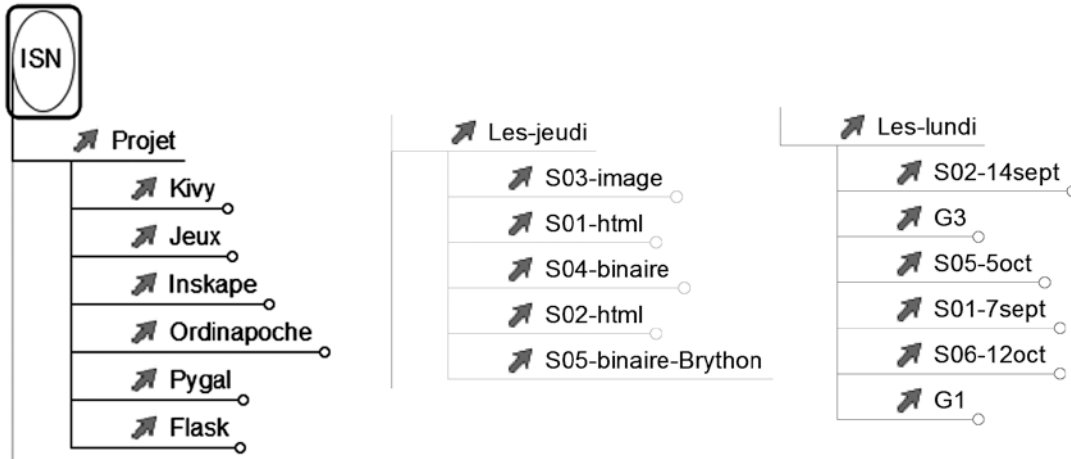 ISN
Projet
Kivy
Jeux
Inskape
Ordinapoche
Pygal
Flask
Les-jeudi
S03-image
S01-html
S04-binaire
S02-html
S05-binaire-Brython
Les-lundi
S02-14sept
G3
S05-5oct
S01-7sept
S06-12oct
G1